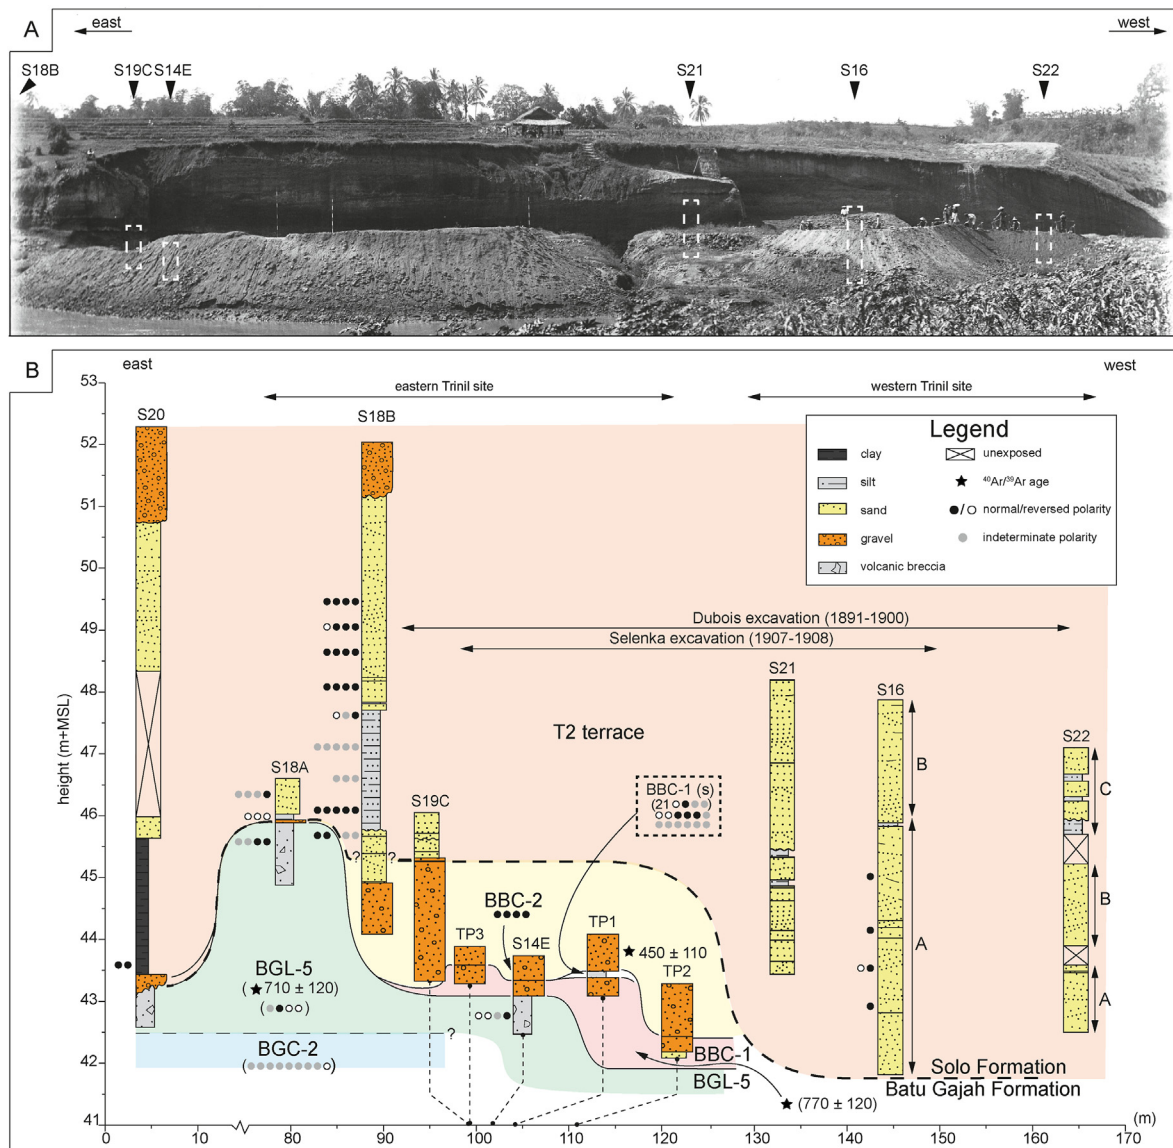 A
east
west
S18B
S19C
S14E
S21
S16
S22
B
east
west
eastern Trinil site
western Trinil site
53
52
51
50
49
48
47
46
45
44
43
42
41
height (m+MSL)
S20
S18B
Legend
clay
silt
sand
gravel
volcanic breccia
unexposed
40Ar/39Ar age
normal/reversed polarity
indeterminate polarity
Dubois excavation (1891-1900)
Selenka excavation (1907-1908)
S21
S16
S22
T2 terrace
S18A
S19C
BBC-1 (s)
(21 )
B
C
A
B
A
? ?
BBC-2
TP3
S14E
TP1
450 ± 110
TP2
BGL-5
( 710 ± 120)
( )
?
BGC-2
( )
BBC-1
BGL-5
(770 ± 120)
Solo Formation
Batu Gajah Formation
0 10 80 90 100 110 120 130 140 150 160 170 (m)